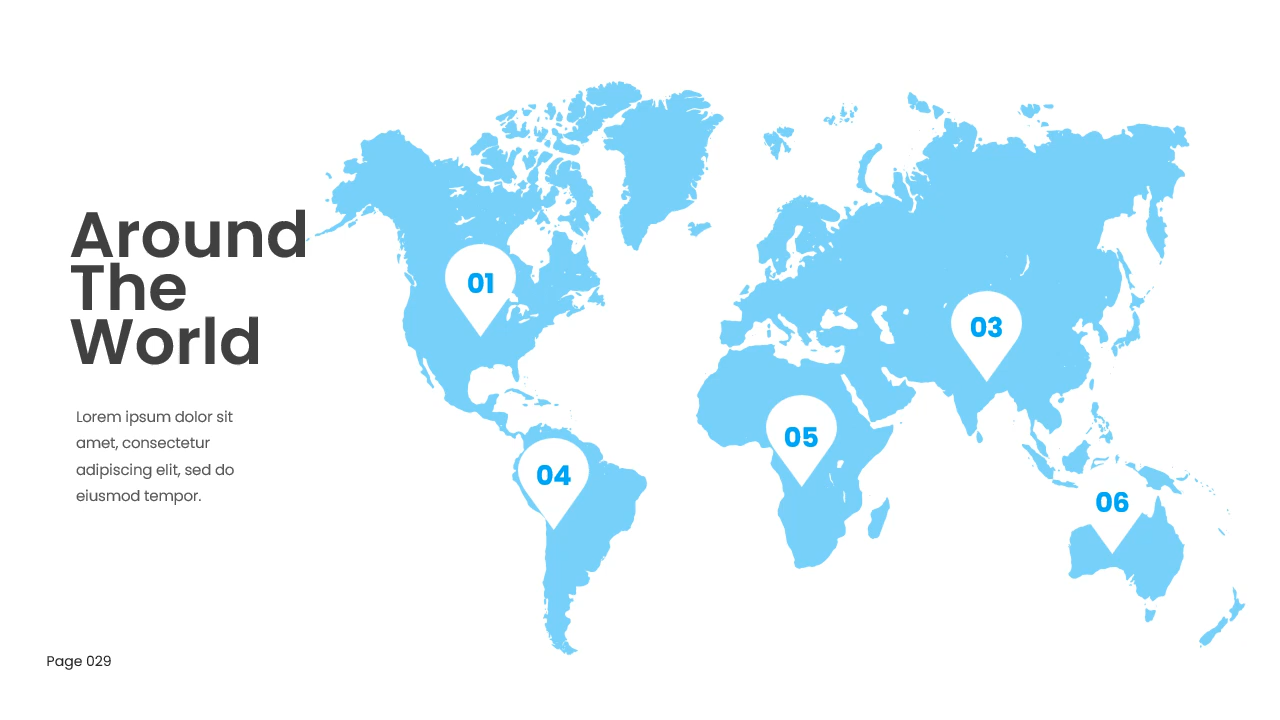 Around
The
World
Lorem ipsum dolor sit
amet, consectetur
adipiscing elit, sed do
eiusmod tempor.
01
03
05
04
06
Page 029